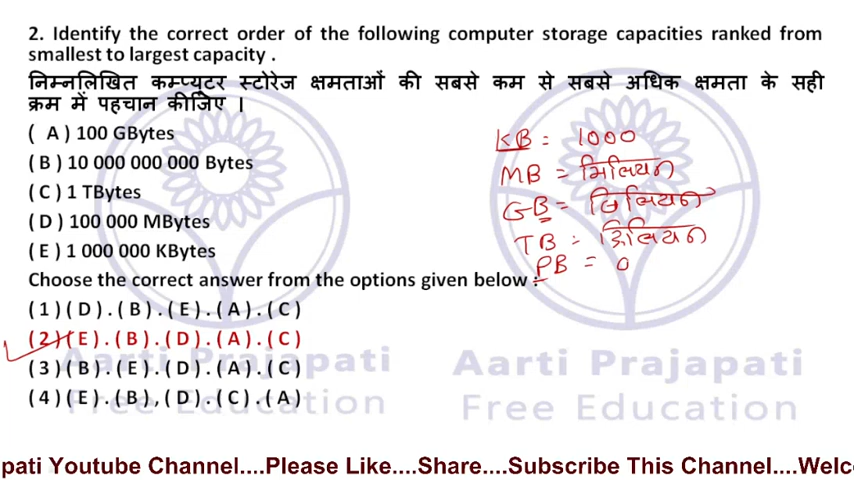 2. Identify the correct order of the following computer storage capacities ranked from
smallest to largest capacity .
निम्नलिखित कम्प्यूटर स्टोरेज क्षमताओं की सबसे कम से सबसे अधिक क्षमता के सही
क्रम में पहचान कीजिए ।
( A ) 100 GBytes
( B ) 10 000 000 000 Bytes
( C ) 1 TBytes
( D ) 100 000 MBytes
( E ) 1 000 000 KBytes
Choose the correct answer from the options given below :
( 1 ) ( D ) . ( B ) . ( E ) . ( A ) . ( C )
( 2 ) ( E ) . ( B ) . ( D ) . ( A ) . ( C )
( 3 ) ( B ) . ( E ) . ( D ) . ( A ) . ( C )
( 4 ) ( E ) . ( B ) , ( D ) . ( C ) . ( A )
KB = 1000
MB = मिलियन
GB = बिलियन
TB = ट्रिलियन
PB = 0
Aarti Prajapati
Free Education
Aarti Prajapati
Free Education
pati Youtube Channel....Please Like....Share....Subscribe This Channel....Welc